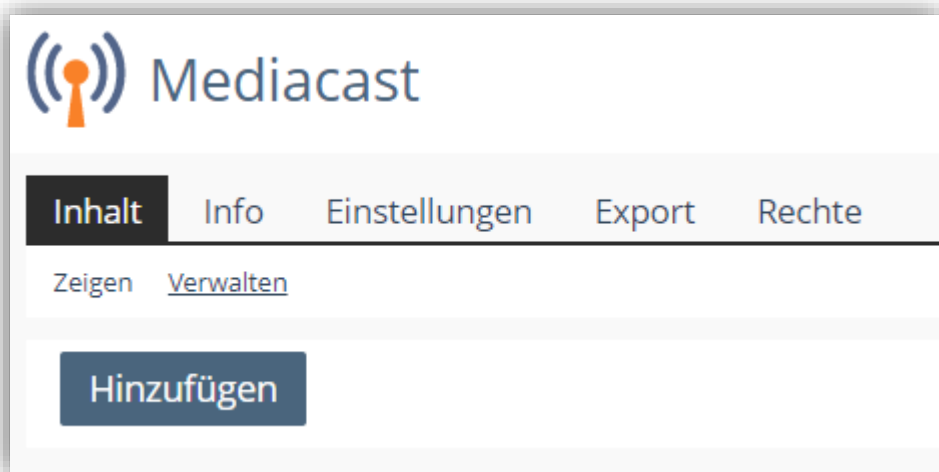 Mediacast
Inhalt Info Einstellungen Export Rechte
Zeigen Verwalten
Hinzufügen